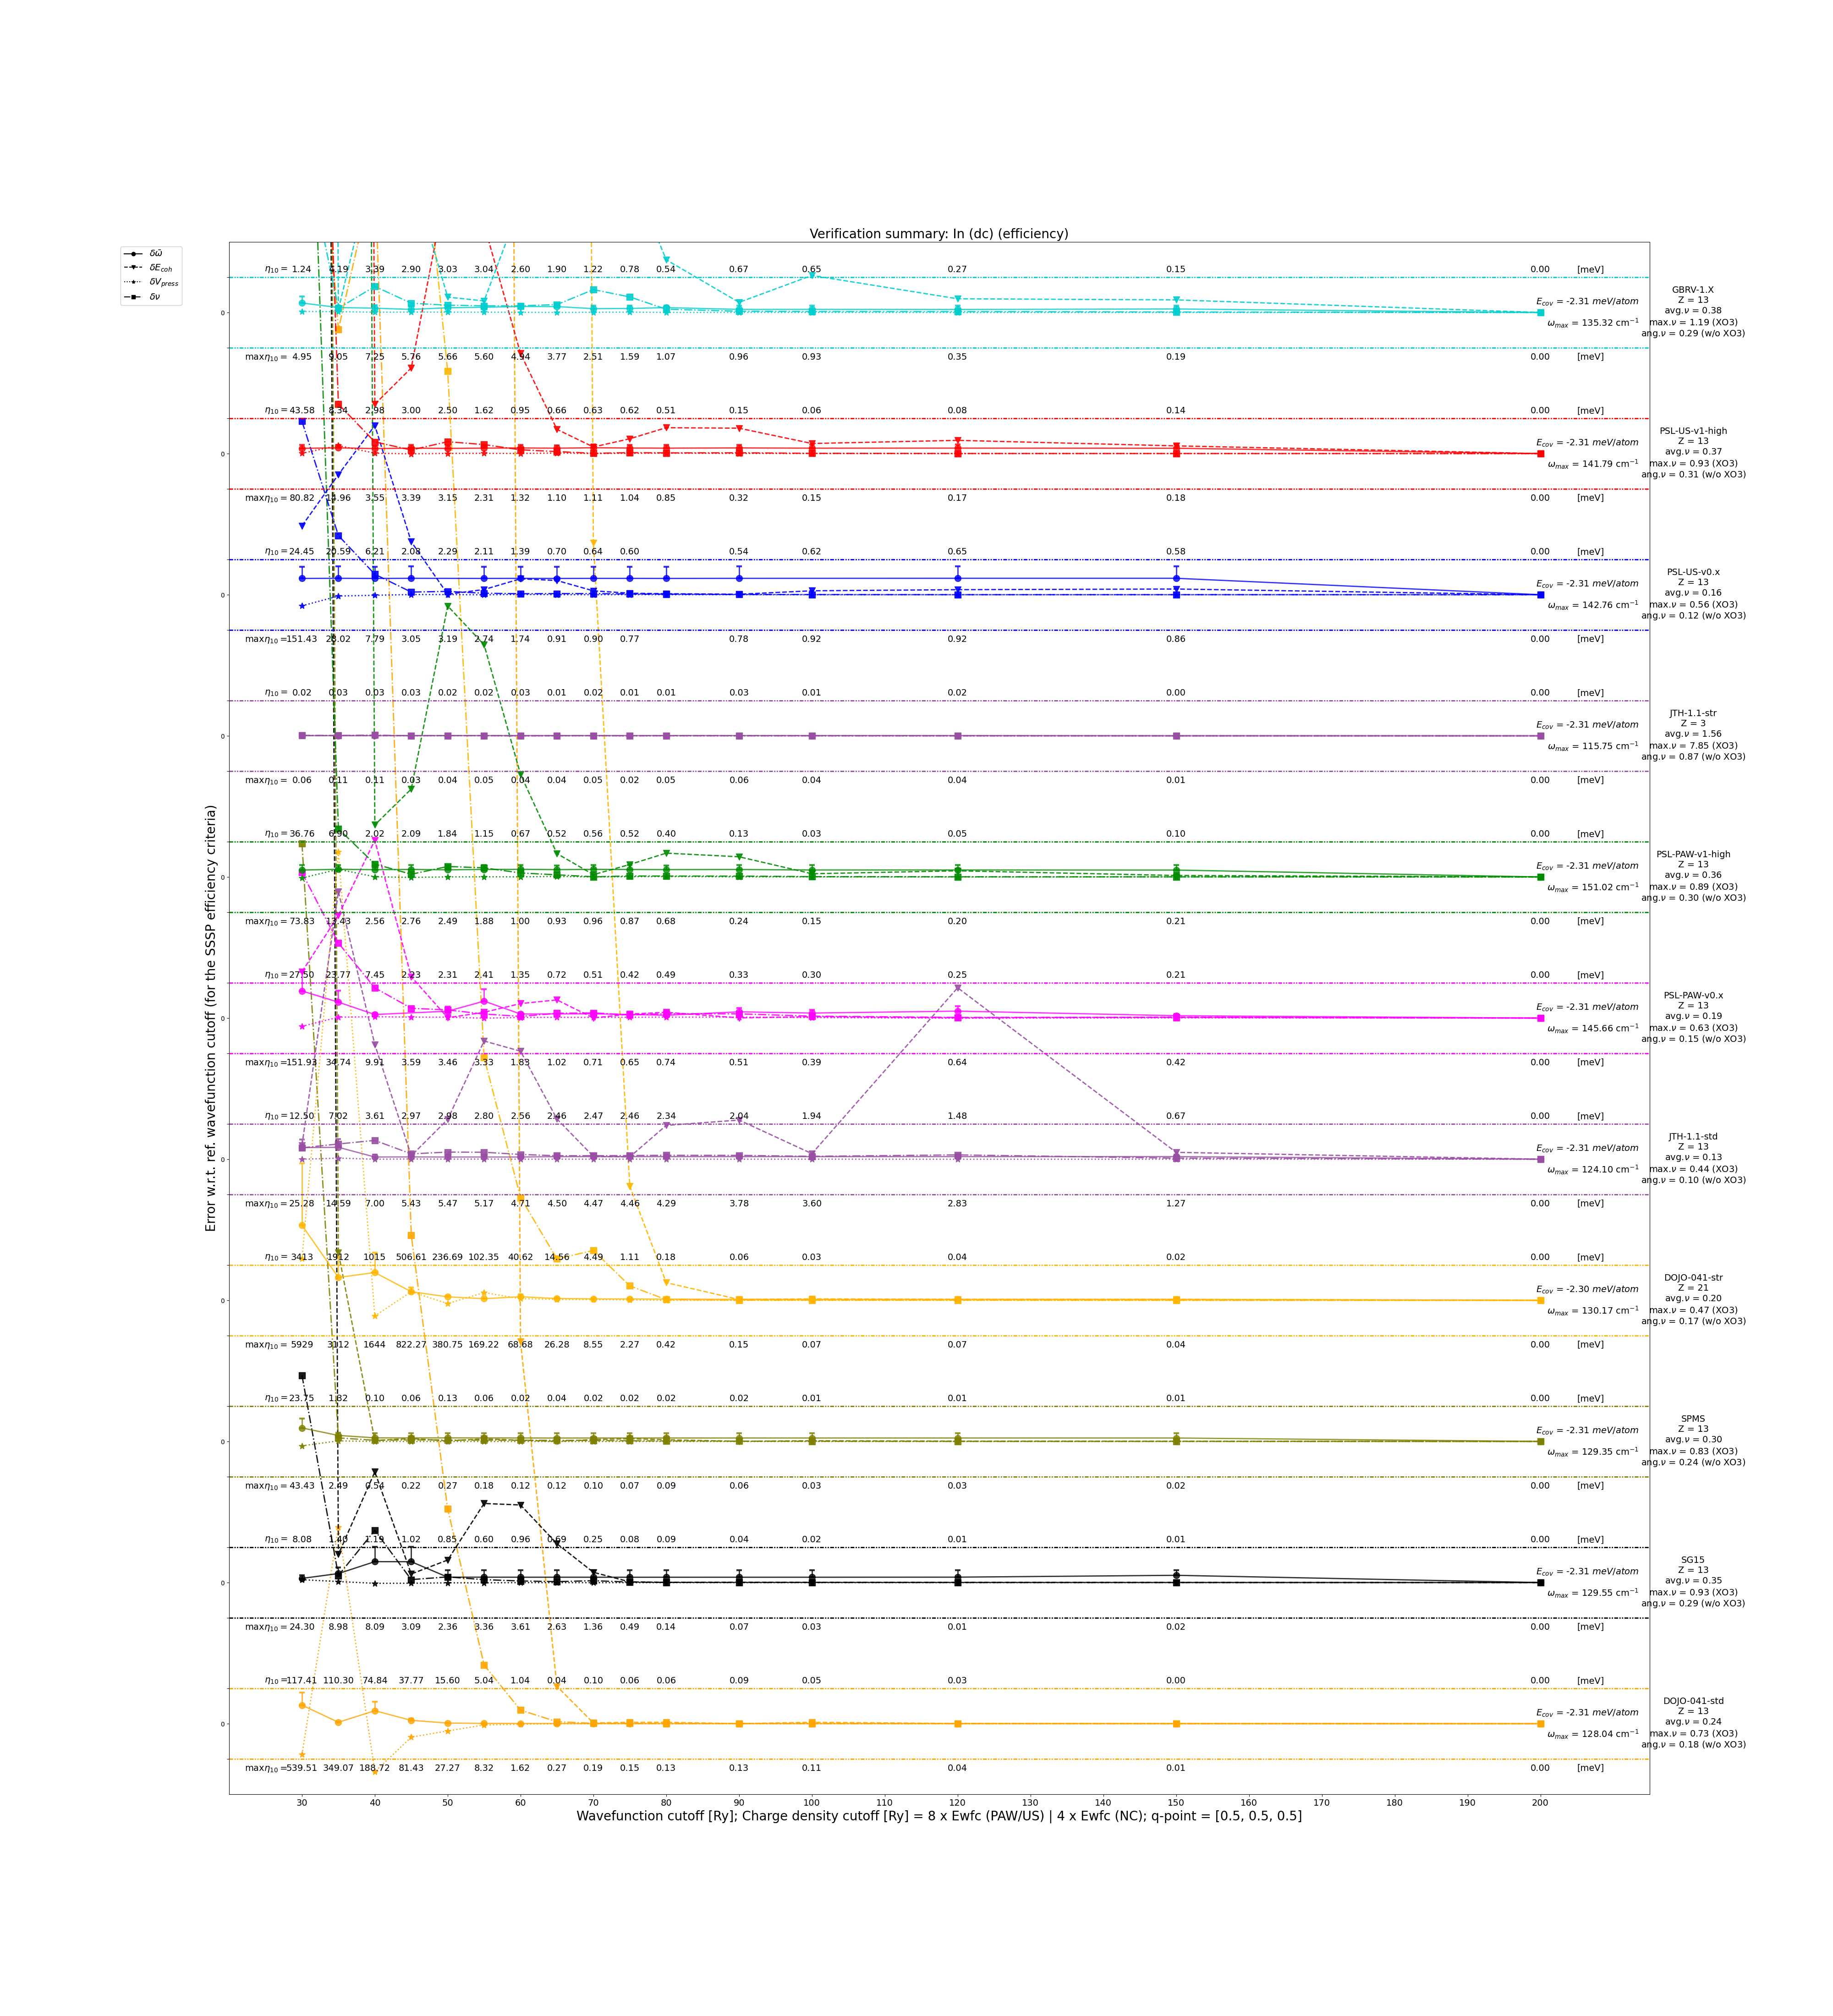 Verification summary: In (dc) (efficiency)
δω̄
δE_coh
δV_press
δν
Error w.r.t. ref. wavefunction cutoff (for the SSSP efficiency criteria)
η10 = 1.24 4.19 3.39 2.90 3.03 3.04 2.60 1.90 1.22 0.78 0.54 0.67 0.65 0.27 0.15 0.00 [meV]
0
E_cov = -2.31 meV/atom
ω_max = 135.32 cm⁻¹
GBRV-1.X
Z = 13
avg.ν = 0.38
max.ν = 1.19 (XO3)
ang.ν = 0.29 (w/o XO3)
maxη10 = 4.95 9.05 7.25 5.76 5.66 5.60 4.94 3.77 2.51 1.59 1.07 0.96 0.93 0.35 0.19 0.00 [meV]
η10 = 43.58 8.34 2.98 3.00 2.50 1.62 0.95 0.66 0.63 0.62 0.51 0.15 0.06 0.08 0.14 0.00 [meV]
0
E_cov = -2.31 meV/atom
ω_max = 141.79 cm⁻¹
PSL-US-v1-high
Z = 13
avg.ν = 0.37
max.ν = 0.93 (XO3)
ang.ν = 0.31 (w/o XO3)
maxη10 = 80.82 14.96 3.55 3.39 3.15 2.31 1.32 1.10 1.11 1.04 0.85 0.32 0.15 0.17 0.18 0.00 [meV]
η10 = 24.45 20.59 6.21 2.08 2.29 2.11 1.39 0.70 0.64 0.60 0.54 0.62 0.65 0.58 0.00 [meV]
0
E_cov = -2.31 meV/atom
ω_max = 142.76 cm⁻¹
PSL-US-v0.x
Z = 13
avg.ν = 0.16
max.ν = 0.56 (XO3)
ang.ν = 0.12 (w/o XO3)
maxη10 = 151.43 7.79 3.05 3.19 2.74 1.74 0.91 0.90 0.77 0.78 0.92 0.92 0.86 0.00 [meV]
η10 = 0.02 0.03 0.03 0.03 0.02 0.02 0.03 0.01 0.02 0.01 0.01 0.03 0.01 0.02 0.00 0.00 [meV]
0
E_cov = -2.31 meV/atom
ω_max = 115.75 cm⁻¹
JTH-1.1-str
Z = 3
avg.ν = 1.56
max.ν = 7.85 (XO3)
ang.ν = 0.87 (w/o XO3)
maxη10 = 0.06 0.11 0.11 0.03 0.04 0.05 0.04 0.04 0.05 0.02 0.05 0.06 0.04 0.04 0.01 0.00 [meV]
η10 = 36.76 6.90 2.02 2.09 1.84 1.15 0.67 0.52 0.56 0.52 0.40 0.13 0.03 0.05 0.10 0.00 [meV]
0
E_cov = -2.31 meV/atom
ω_max = 151.02 cm⁻¹
PSL-PAW-v1-high
Z = 13
avg.ν = 0.36
max.ν = 0.89 (XO3)
ang.ν = 0.30 (w/o XO3)
maxη10 = 73.83 2.56 2.76 2.49 1.88 1.00 0.93 0.96 0.87 0.68 0.24 0.15 0.20 0.21 0.00 [meV]
η10 = 27.50 23.77 7.45 2.23 2.31 2.41 1.35 0.72 0.51 0.42 0.49 0.33 0.30 0.25 0.21 0.00 [meV]
0
E_cov = -2.31 meV/atom
ω_max = 145.66 cm⁻¹
PSL-PAW-v0.x
Z = 13
avg.ν = 0.19
max.ν = 0.63 (XO3)
ang.ν = 0.15 (w/o XO3)
maxη10 = 151.93 34.74 9.91 3.59 3.46 3.33 1.83 1.02 0.71 0.65 0.74 0.51 0.39 0.64 0.42 0.00 [meV]
η10 = 12.50 7.02 3.61 2.97 2.98 2.80 2.56 2.46 2.47 2.46 2.34 2.04 1.94 1.48 0.67 0.00 [meV]
0
E_cov = -2.31 meV/atom
ω_max = 124.10 cm⁻¹
JTH-1.1-std
Z = 13
avg.ν = 0.13
max.ν = 0.44 (XO3)
ang.ν = 0.10 (w/o XO3)
maxη10 = 25.28 14.59 7.00 5.43 5.47 5.17 4.71 4.50 4.47 4.46 4.29 3.78 3.60 2.83 1.27 0.00 [meV]
η10 = 3413 1912 1015 506.61 236.69 102.35 40.62 14.56 4.49 1.11 0.18 0.06 0.03 0.04 0.02 0.00 [meV]
0
E_cov = -2.30 meV/atom
ω_max = 130.17 cm⁻¹
DOJO-041-str
Z = 21
avg.ν = 0.20
max.ν = 0.47 (XO3)
ang.ν = 0.17 (w/o XO3)
maxη10 = 5929 3112 1644 822.27 380.75 169.22 68.68 26.28 8.55 2.27 0.42 0.15 0.07 0.07 0.04 0.00 [meV]
η10 = 23.75 1.82 0.10 0.06 0.13 0.06 0.02 0.04 0.02 0.02 0.02 0.02 0.01 0.01 0.01 0.00 [meV]
0
E_cov = -2.31 meV/atom
ω_max = 129.35 cm⁻¹
SPMS
Z = 13
avg.ν = 0.30
max.ν = 0.83 (XO3)
ang.ν = 0.24 (w/o XO3)
maxη10 = 43.43 2.49 0.54 0.22 0.27 0.18 0.12 0.12 0.10 0.07 0.09 0.06 0.03 0.03 0.02 0.00 [meV]
η10 = 8.08 1.19 1.02 0.85 0.60 0.96 0.69 0.25 0.08 0.09 0.04 0.02 0.01 0.01 0.00 [meV]
0
E_cov = -2.31 meV/atom
ω_max = 129.55 cm⁻¹
SG15
Z = 13
avg.ν = 0.35
max.ν = 0.93 (XO3)
ang.ν = 0.29 (w/o XO3)
maxη10 = 24.30 8.98 8.09 3.09 2.36 3.36 3.61 2.63 1.36 0.49 0.14 0.07 0.03 0.01 0.02 0.00 [meV]
η10 = 117.41 110.30 74.84 37.77 15.60 5.04 1.04 0.04 0.10 0.06 0.06 0.09 0.05 0.03 0.00 0.00 [meV]
0
E_cov = -2.31 meV/atom
ω_max = 128.04 cm⁻¹
DOJO-041-std
Z = 13
avg.ν = 0.24
max.ν = 0.73 (XO3)
ang.ν = 0.18 (w/o XO3)
maxη10 = 539.51 349.07 188.72 81.43 27.27 8.32 1.62 0.27 0.19 0.15 0.13 0.13 0.11 0.04 0.01 0.00 [meV]
30 40 50 60 70 80 90 100 110 120 130 140 150 160 170 180 190 200
Wavefunction cutoff [Ry]; Charge density cutoff [Ry] = 8 x Ewfc (PAW/US) | 4 x Ewfc (NC); q-point = [0.5, 0.5, 0.5]